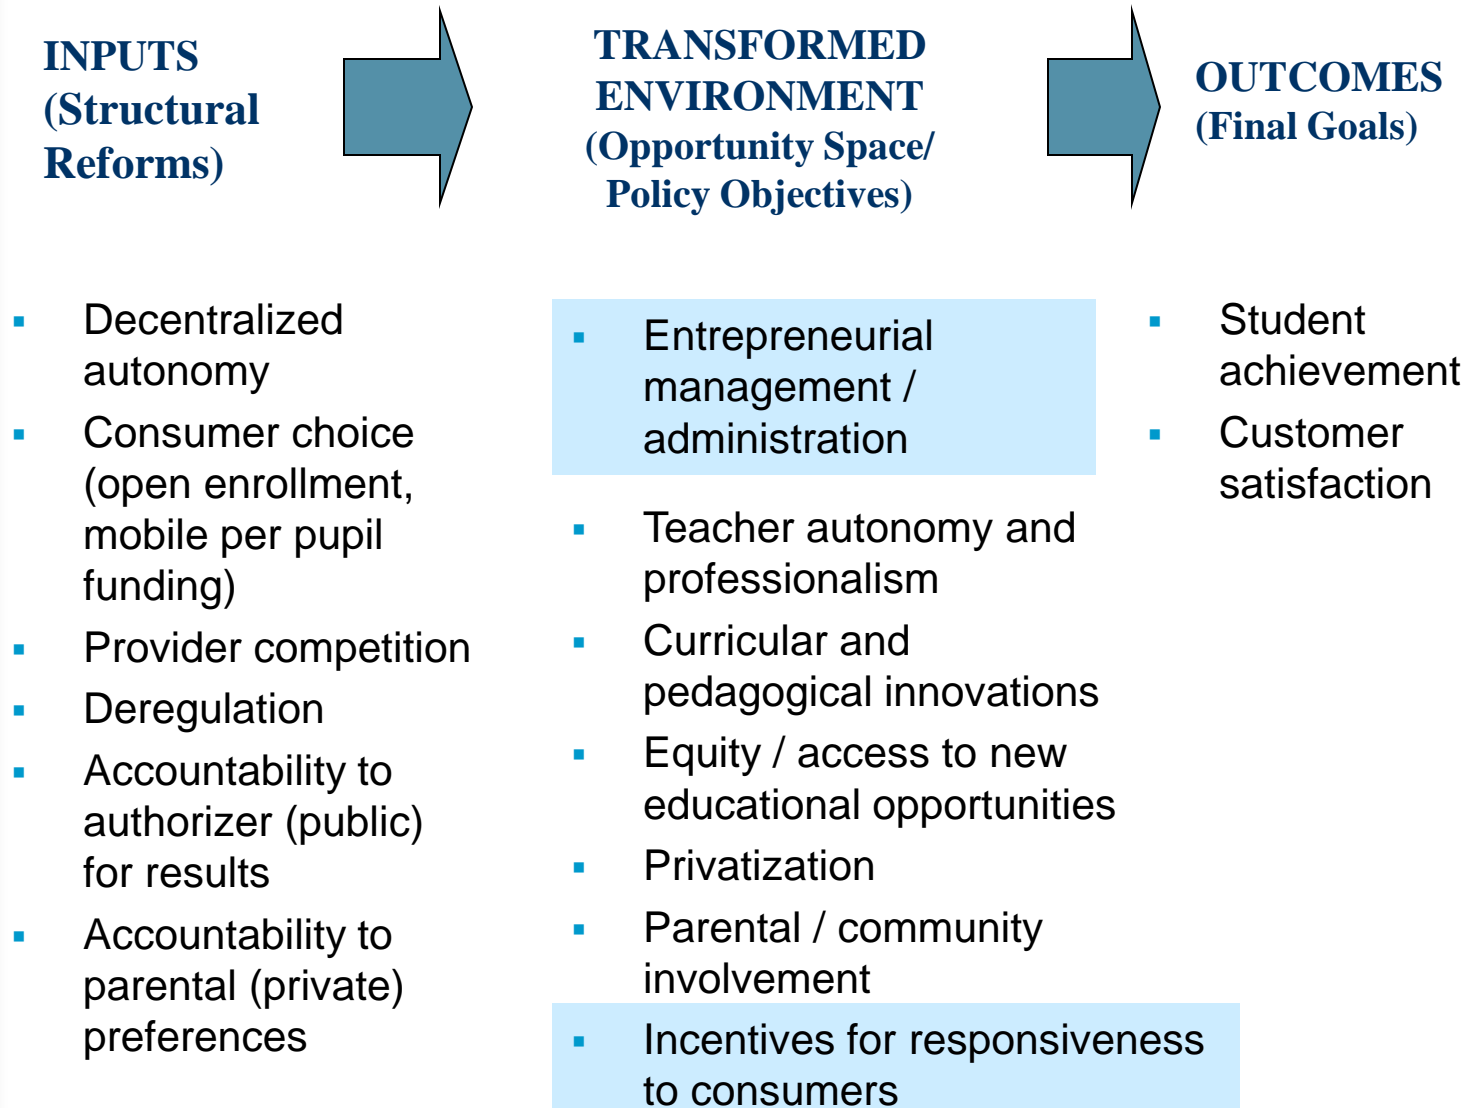 INPUTS
(Structural
Reforms)
TRANSFORMED
ENVIRONMENT
(Opportunity Space/
Policy Objectives)
OUTCOMES
(Final Goals)
▪ Decentralized
autonomy
▪ Consumer choice
(open enrollment,
mobile per pupil
funding)
▪ Provider competition
▪ Deregulation
▪ Accountability to
authorizer (public)
for results
▪ Accountability to
parental (private)
preferences
▪ Entrepreneurial
management /
administration
▪ Teacher autonomy and
professionalism
▪ Curricular and
pedagogical innovations
▪ Equity / access to new
educational opportunities
▪ Privatization
▪ Parental / community
involvement
▪ Incentives for responsiveness
to consumers
▪ Student
achievement
▪ Customer
satisfaction